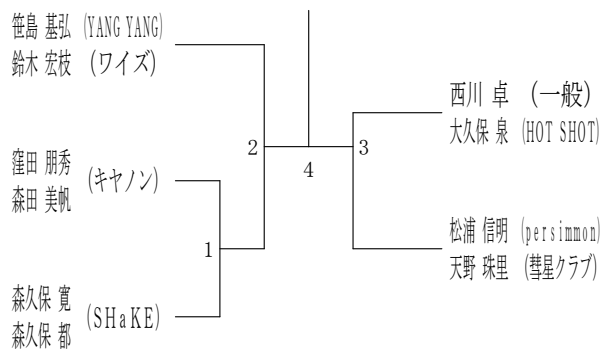 笹島 基弘 (YANG YANG)
鈴木 宏枝 (ワイズ)
窪田 朋秀
森田 美帆
(キヤノン)
森久保 寛
森久保 都
(SHaKE)
1
2
4
3
西川 卓 (一般)
大久保 泉 (HOT SHOT)
松浦 信明 (persimmon)
天野 珠里 (彗星クラブ)